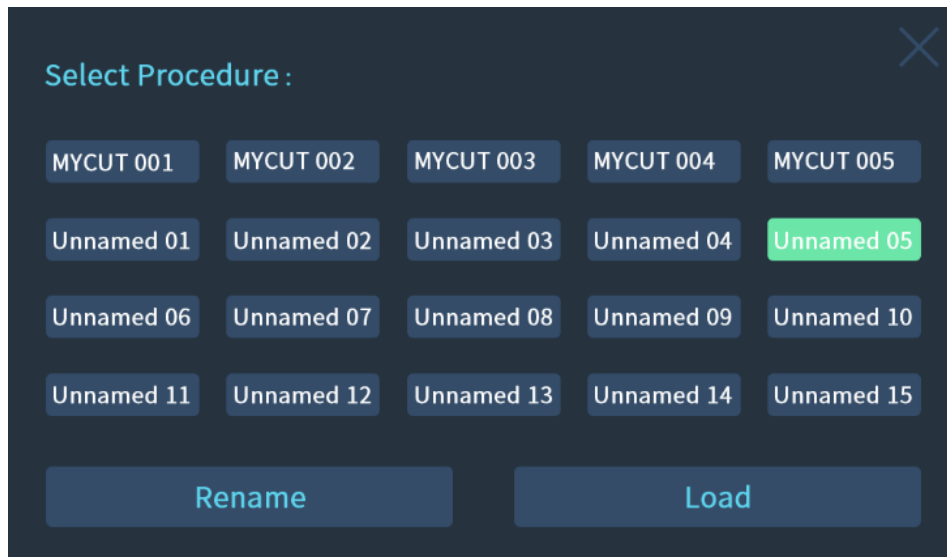 Select Procedure :
MYCUT 001 MYCUT 002 MYCUT 003 MYCUT 004 MYCUT 005
Unnamed 01 Unnamed 02 Unnamed 03 Unnamed 04 Unnamed 05
Unnamed 06 Unnamed 07 Unnamed 08 Unnamed 09 Unnamed 10
Unnamed 11 Unnamed 12 Unnamed 13 Unnamed 14 Unnamed 15
Rename Load